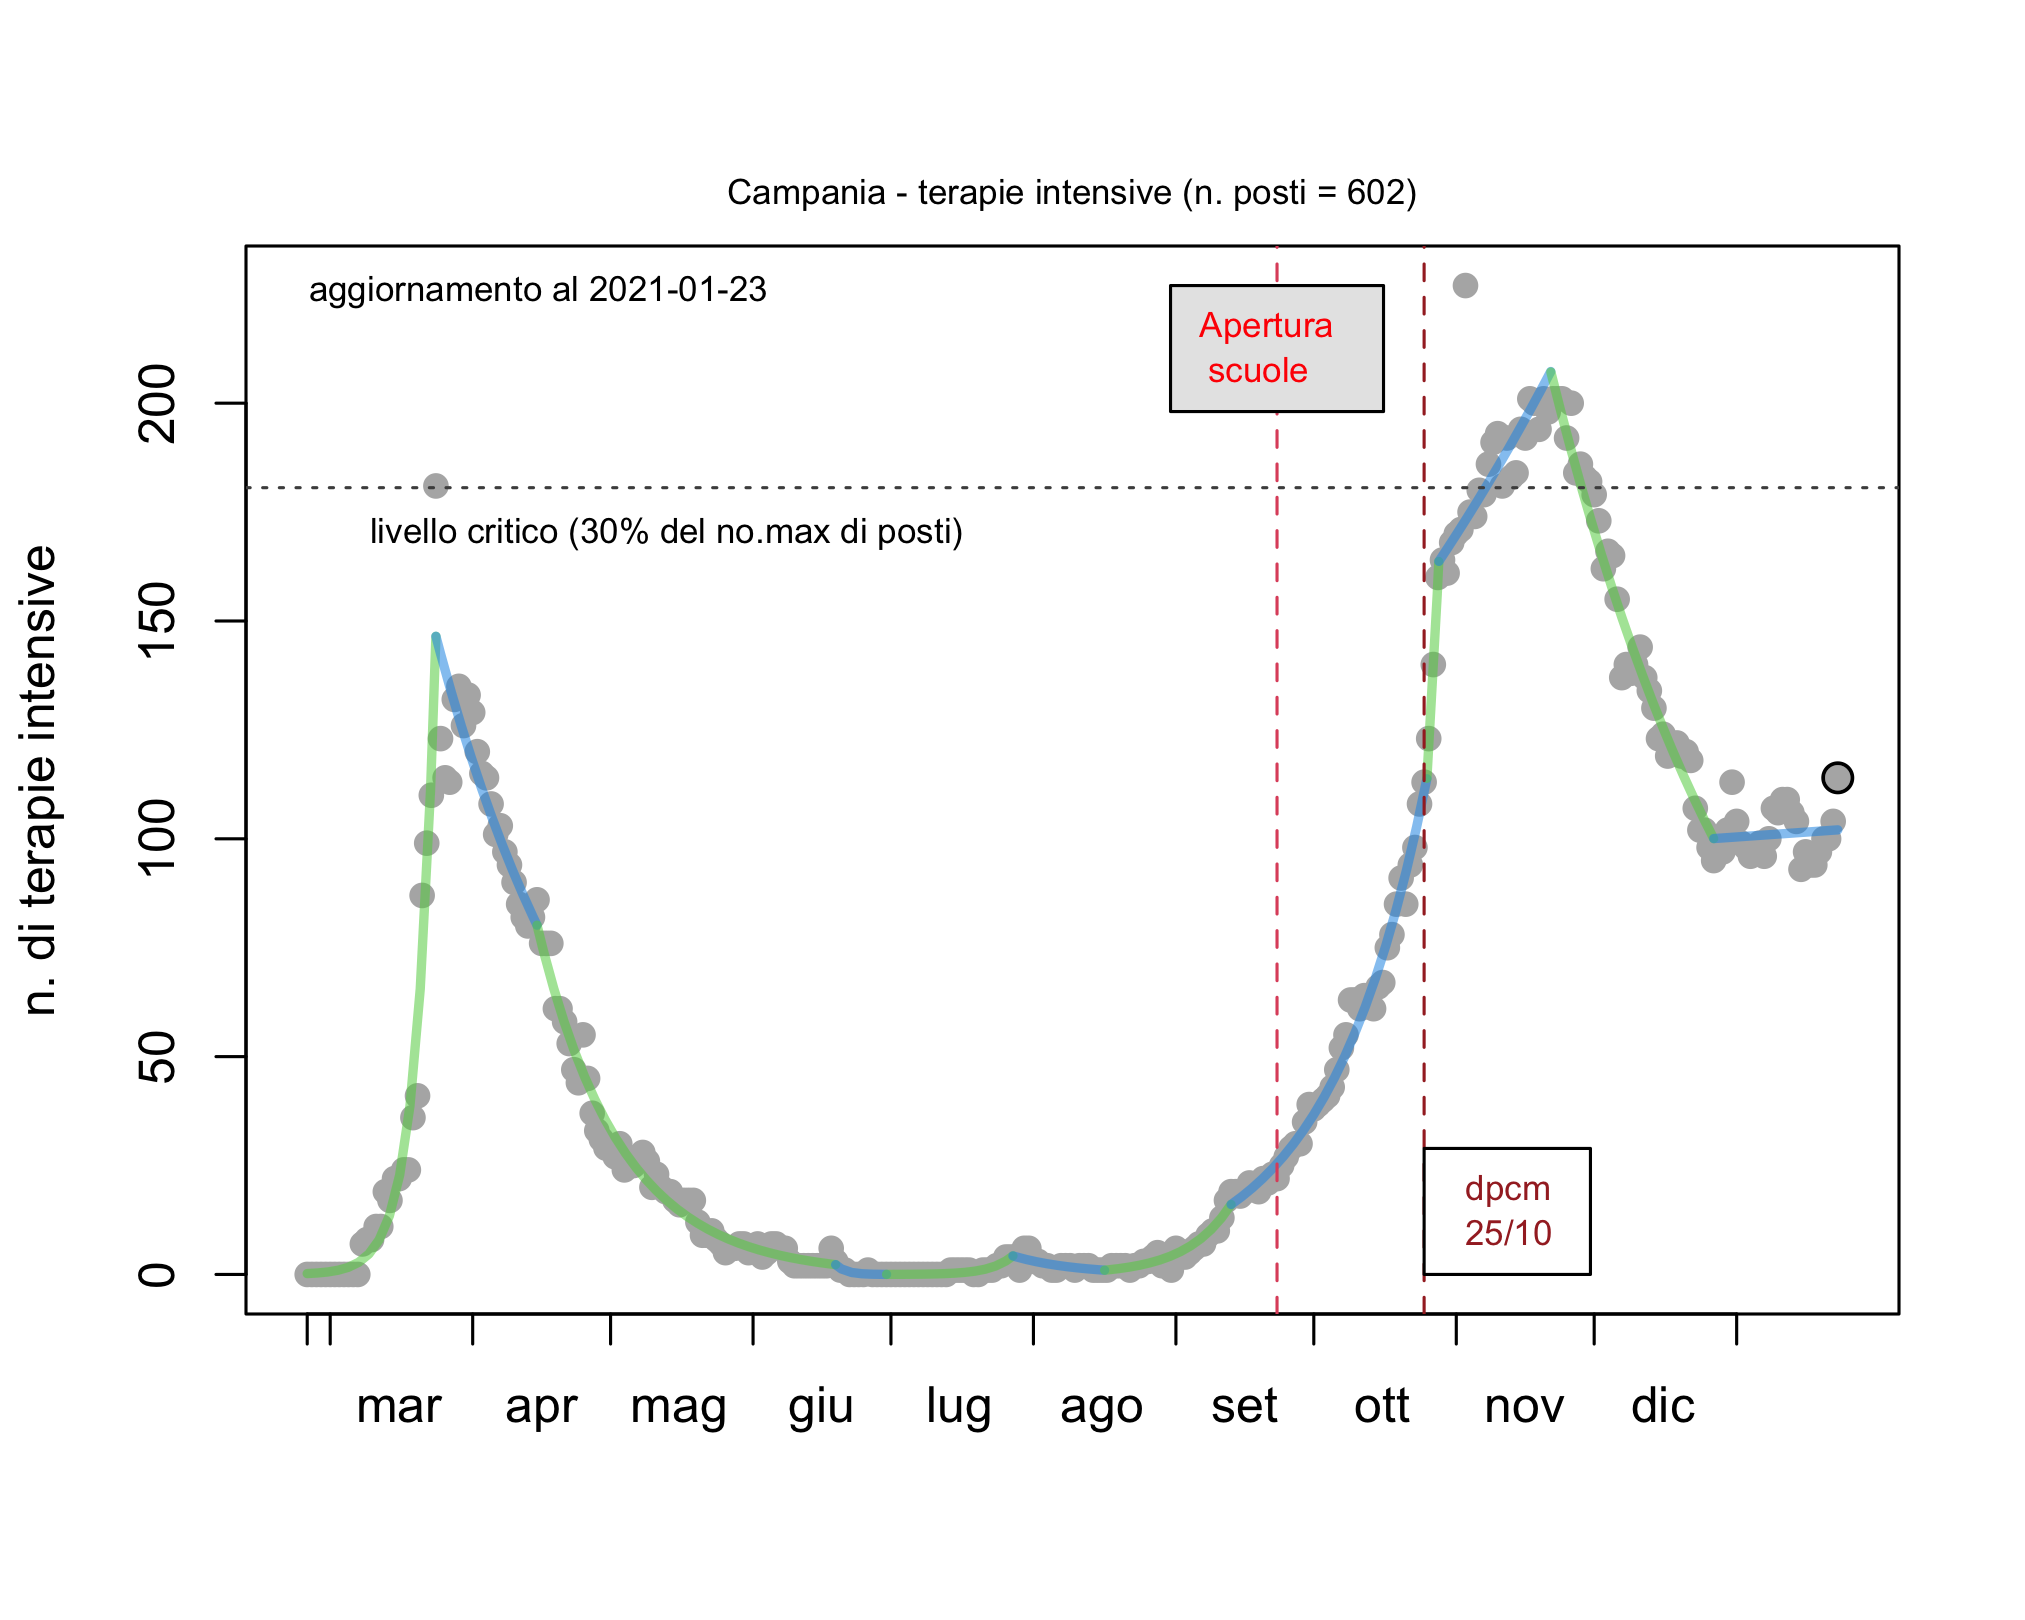 Campania - terapie intensive (n. posti = 602)
aggiornamento al 2021-01-23
Apertura
scuole
livello critico (30% del no.max di posti)
dpcm
25/10
n. di terapie intensive
200
150
100
50
0
mar apr mag giu lug ago set ott nov dic